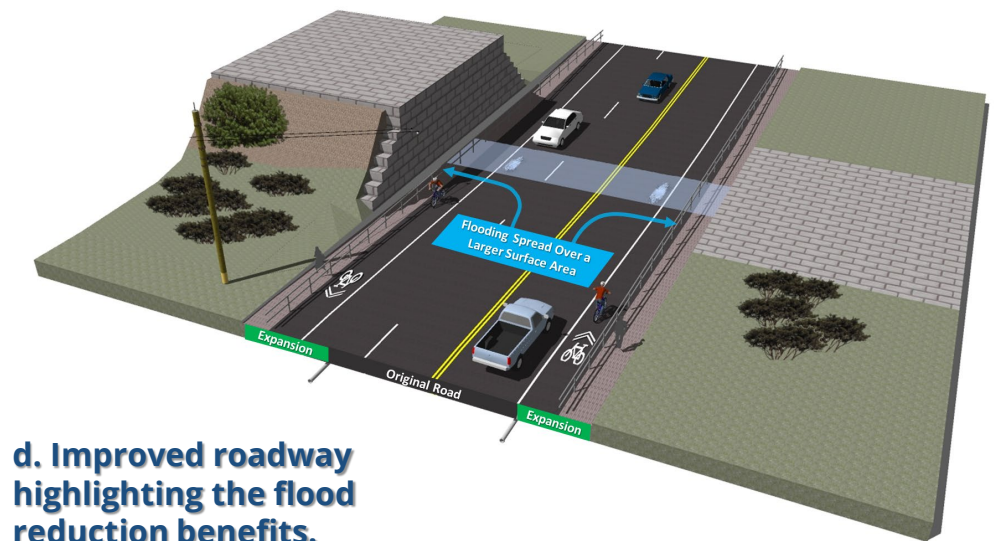 Flooding Spread Over a
Larger Surface Area
Expansion
Original Road
Expansion
d. Improved roadway
highlighting the flood
reduction benefits.